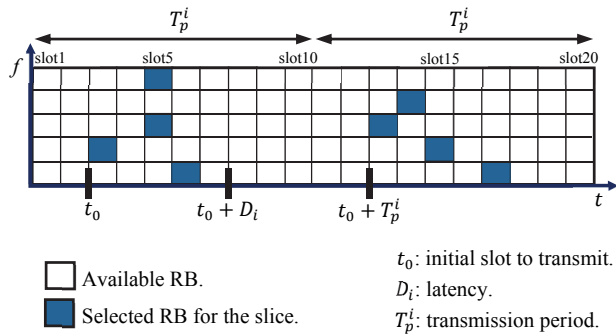 $T_p^i$ $T_p^i$
slot1 slot5 slot10 slot15 slot20
$f$
$t_0$ $t_0 + D_i$ $t_0 + T_p^i$ $t$
Available RB. $t_0$: initial slot to transmit.
$D_i$: latency.
Selected RB for the slice. $T_p^i$: transmission period.